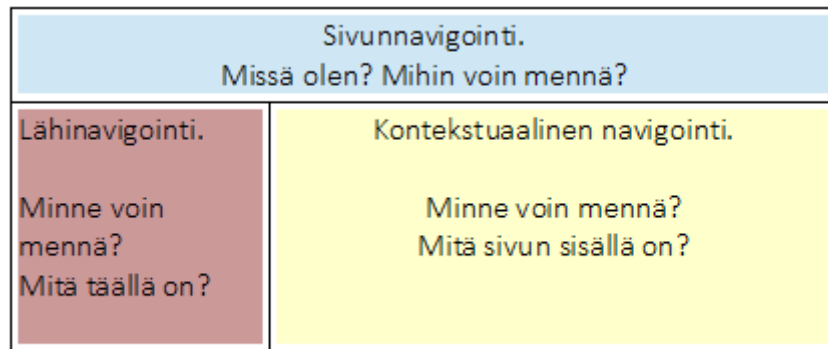 Sivunnavigointi.
Missä olen? Mihin voin mennä?
Lähinavigointi.
Minne voin
mennä?
Mitä täällä on?
Kontekstuaalinen navigointi.
Minne voin mennä?
Mitä sivun sisällä on?